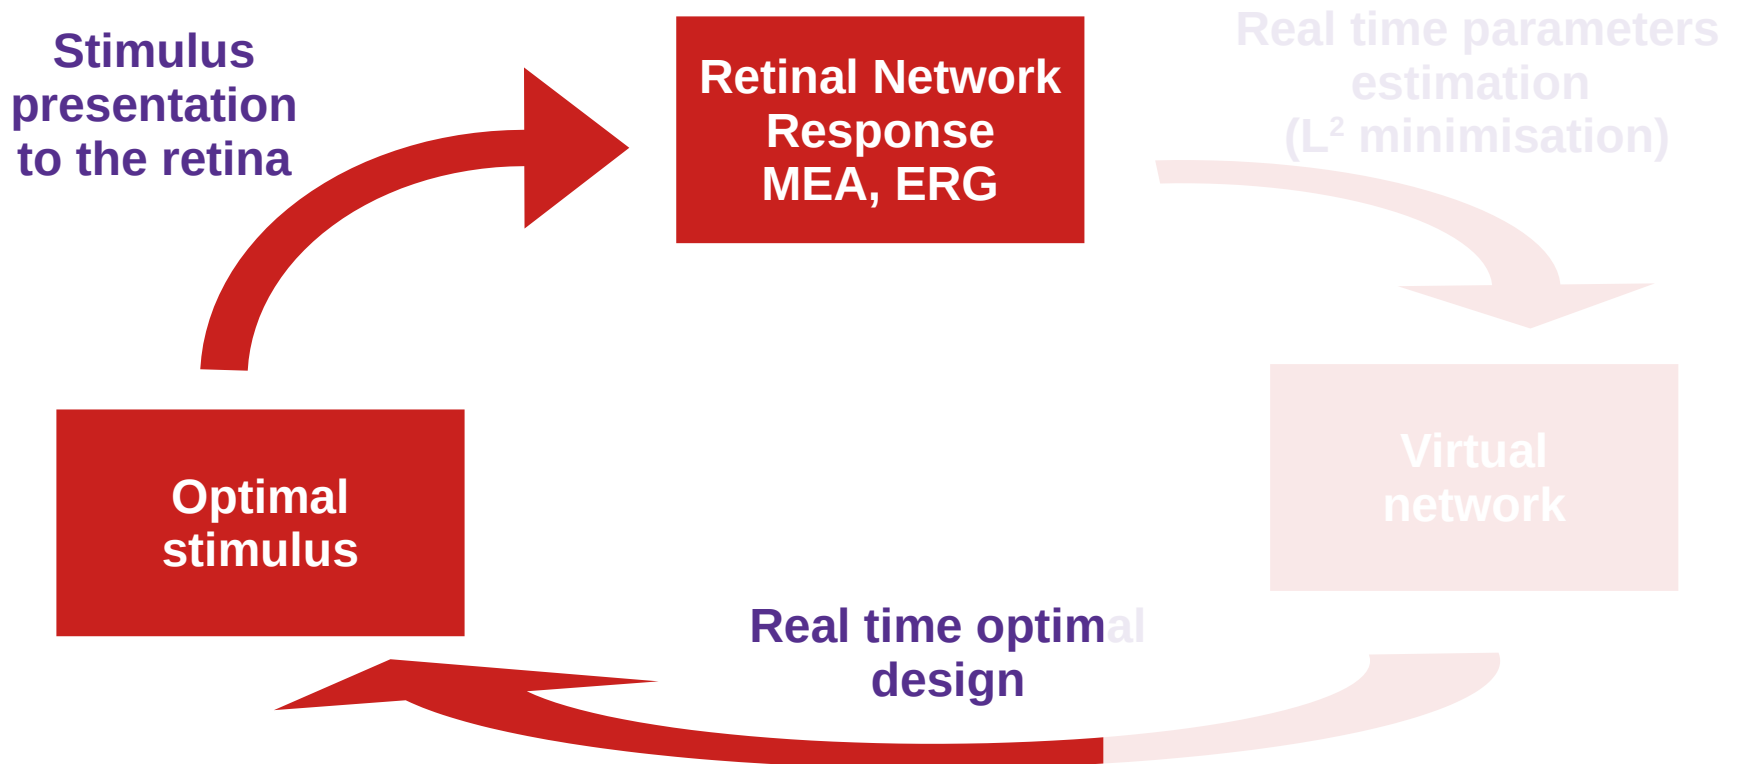 Stimulus
presentation
to the retina
Retinal Network
Response
MEA, ERG
Real time parameters
estimation
(L² minimisation)
Optimal
stimulus
Virtual
network
Real time optimal
design